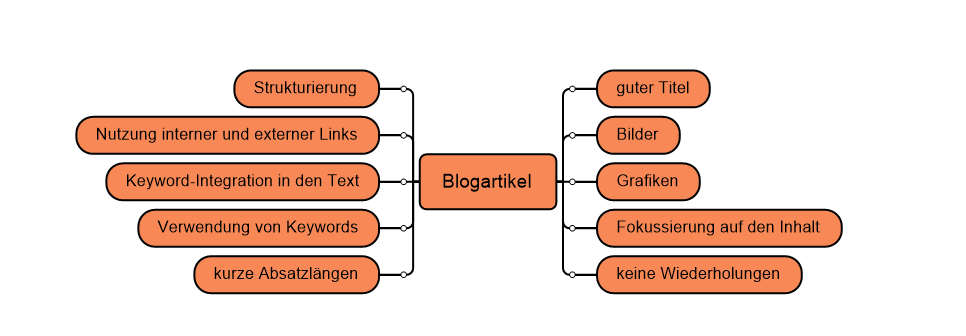 Strukturierung
Nutzung interner und externer Links
Keyword-Integration in den Text
Verwendung von Keywords
kurze Absatzlängen
Blogartikel
guter Titel
Bilder
Grafiken
Fokussierung auf den Inhalt
keine Wiederholungen